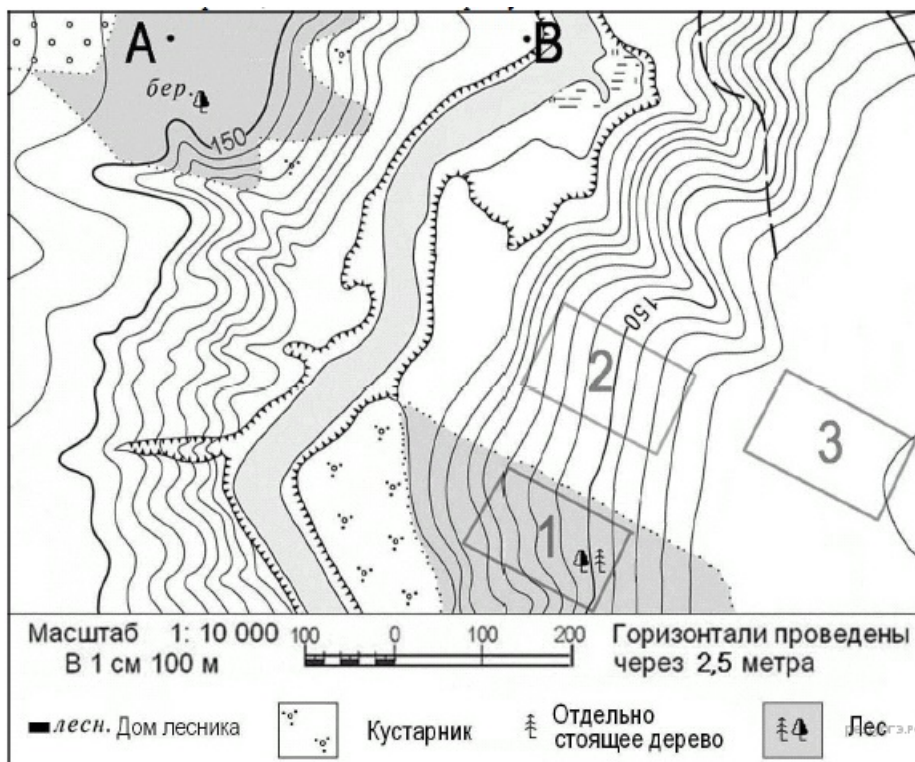 А В
бер.
150
150
2
3
1
Масштаб 1: 10 000
В 1 см 100 м
100 0 100 200
Горизонтали проведены
через 2,5 метра
лесн. Дом лесника
Кустарник
Отдельно
стоящее дерево
Лес